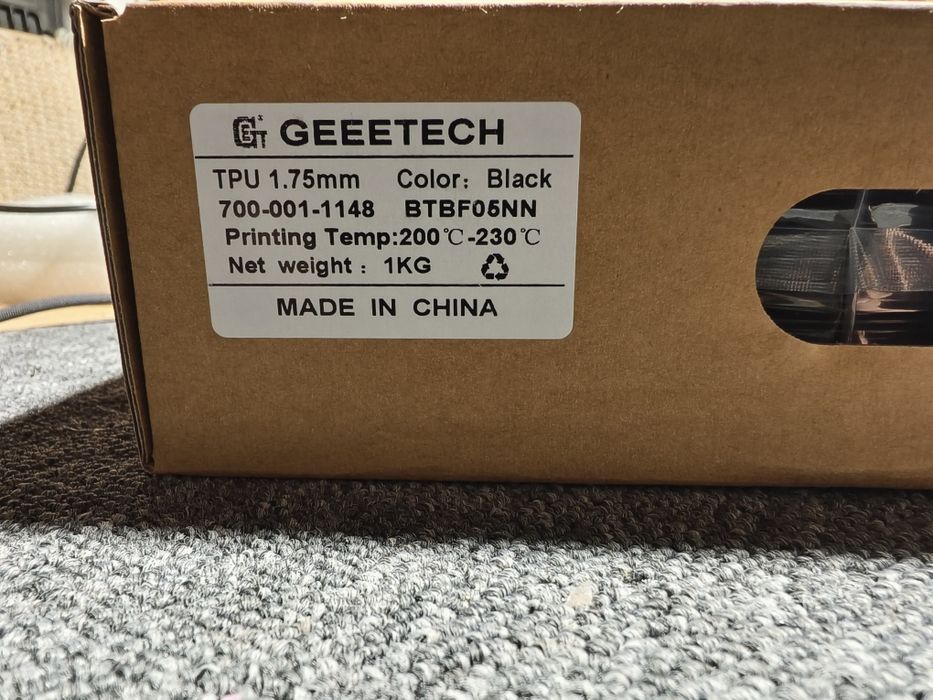 GEEETECH
TPU 1.75mm Color: Black
700-001-1148 BTBF05NN
Printing Temp:200℃-230℃
Net weight : 1KG
MADE IN CHINA